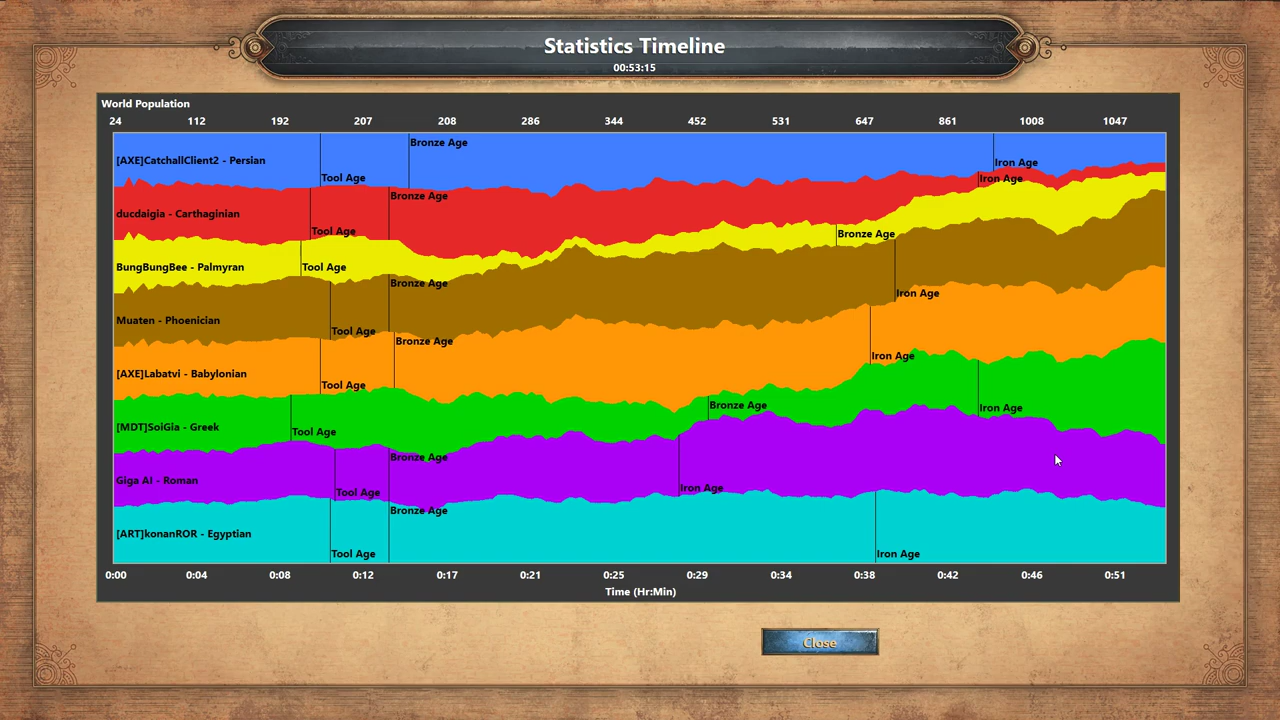 Statistics Timeline
00:53:15
World Population
24 112 192 207 208 286 344 452 531 647 861 1008 1047
Bronze Age
[AXE]CatchallClient2 - Persian
Iron Age
Tool Age
Iron Age
Bronze Age
ducdaigia - Carthaginian
Tool Age
Bronze Age
BungBungBee - Palmyran
Tool Age
Bronze Age
Iron Age
Muaten - Phoenician
Tool Age
Bronze Age
Iron Age
[AXE]Labatvi - Babylonian
Tool Age
Bronze Age
Iron Age
[MDT]SoiGia - Greek
Tool Age
Bronze Age
Giga AI - Roman
Iron Age
Tool Age
Bronze Age
[ART]konanROR - Egyptian
Tool Age
Iron Age
0:00 0:04 0:08 0:12 0:17 0:21 0:25 0:29 0:34 0:38 0:42 0:46 0:51
Time (Hr:Min)
Close